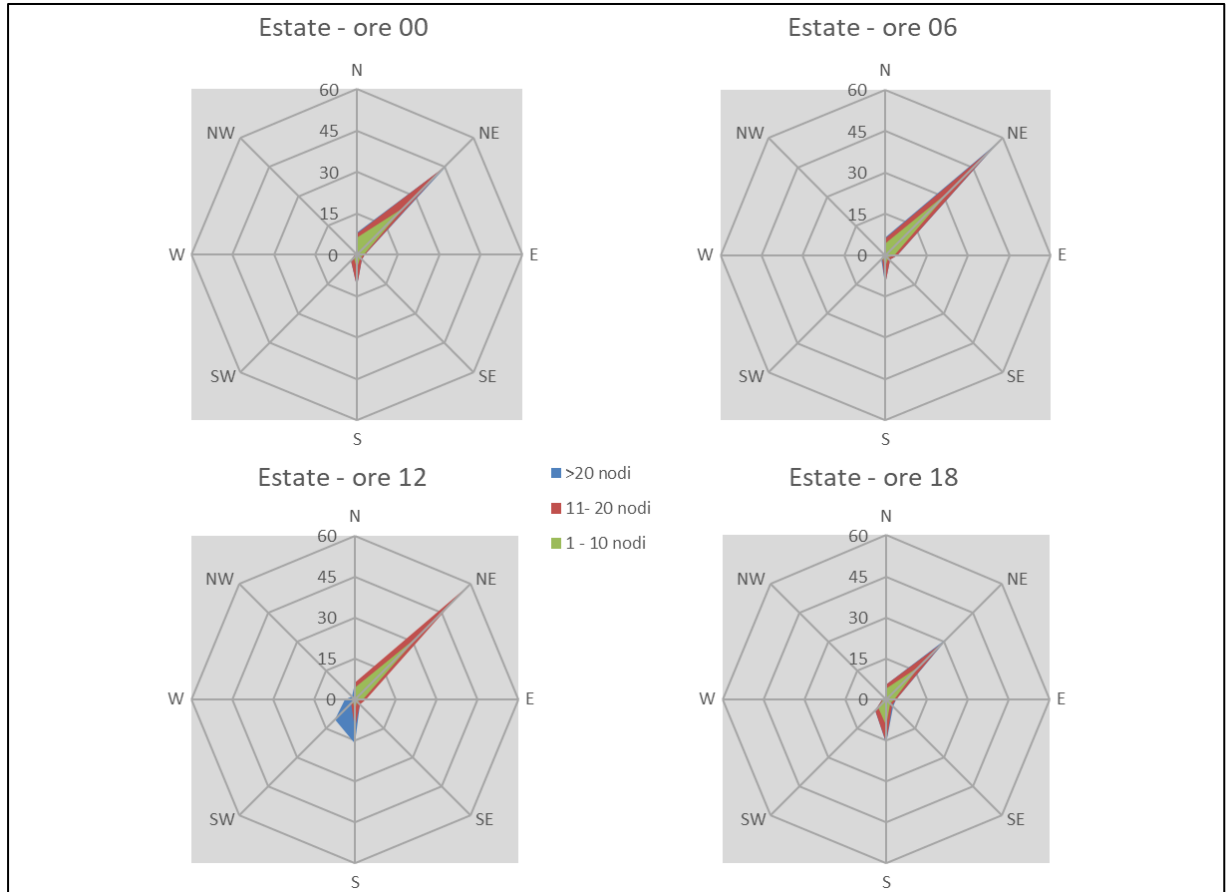 Estate - ore 00
N
60
NW
NE
45
30
15
W
0
E
SW
SE
S
Estate - ore 06
N
60
NW
NE
45
30
15
W
0
E
SW
SE
S
>20 nodi
11- 20 nodi
1 - 10 nodi
Estate - ore 12
N
60
NW
NE
45
30
15
W
0
E
SW
SE
S
Estate - ore 18
N
60
NW
NE
45
30
15
W
0
E
SW
SE
S